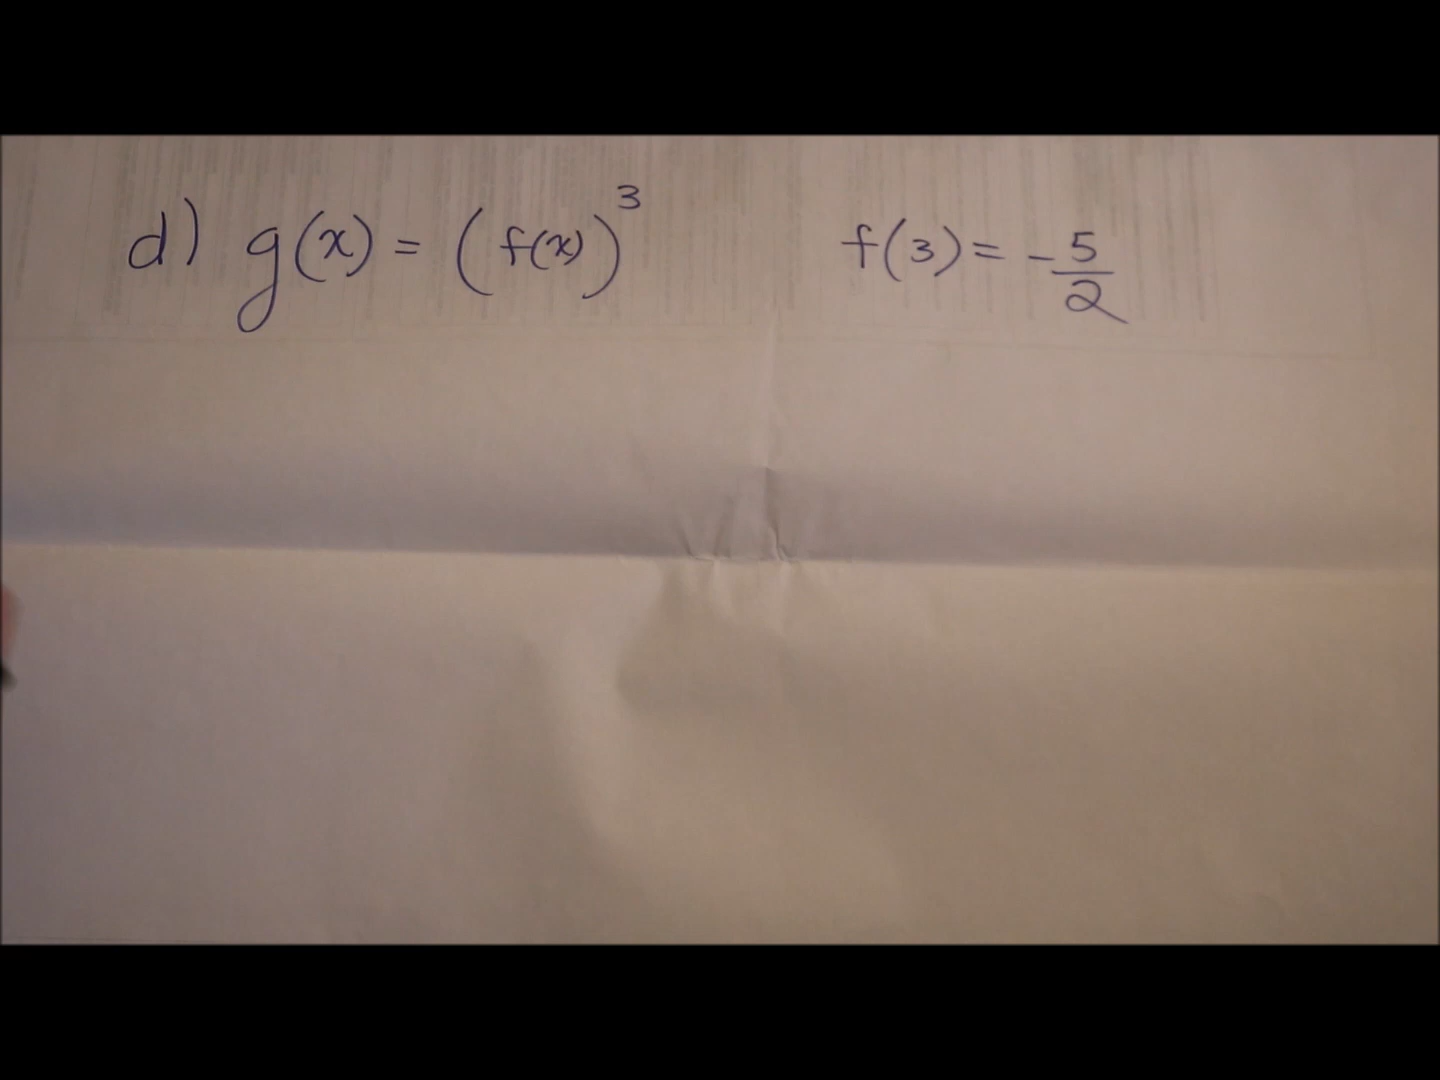 d) g(x) = (f(x))³ f(3) = -5/2